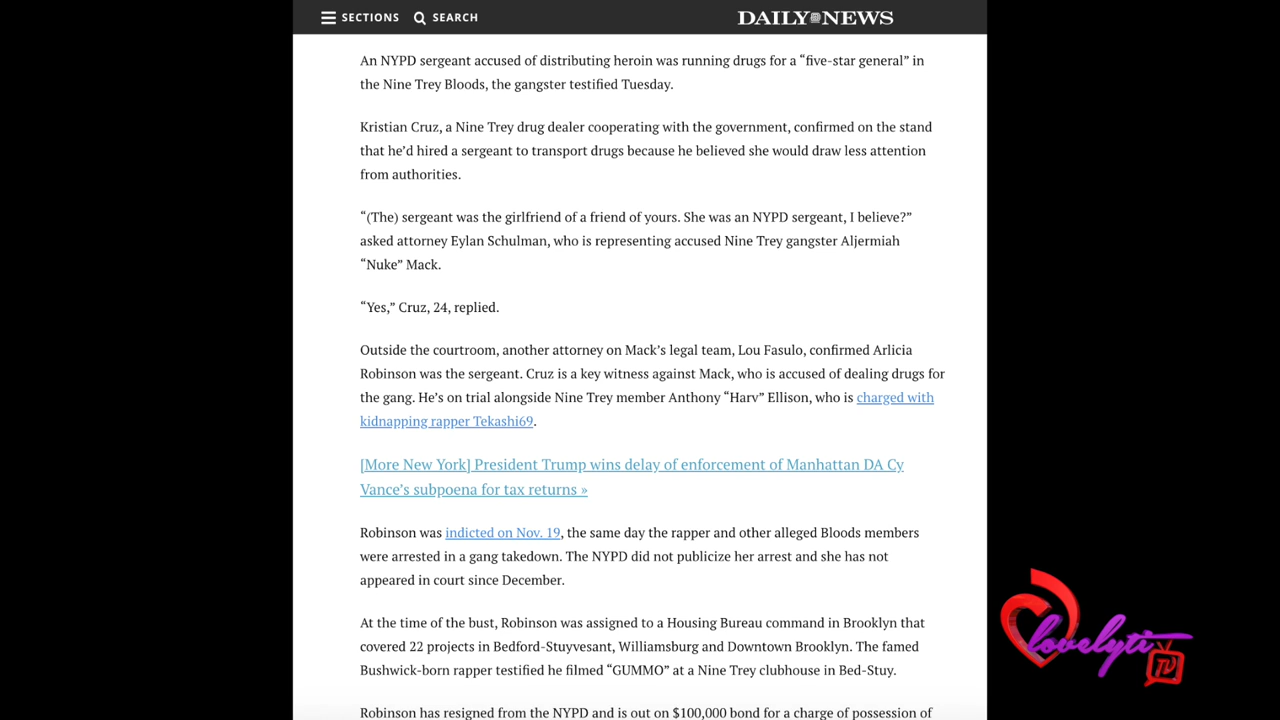 SECTIONS SEARCH DAILY NEWS
An NYPD sergeant accused of distributing heroin was running drugs for a “five-star general” in
the Nine Trey Bloods, the gangster testified Tuesday.
Kristian Cruz, a Nine Trey drug dealer cooperating with the government, confirmed on the stand
that he’d hired a sergeant to transport drugs because he believed she would draw less attention
from authorities.
“(The) sergeant was the girlfriend of a friend of yours. She was an NYPD sergeant, I believe?”
asked attorney Eylan Schulman, who is representing accused Nine Trey gangster Aljermiah
“Nuke” Mack.
“Yes,” Cruz, 24, replied.
Outside the courtroom, another attorney on Mack’s legal team, Lou Fasulo, confirmed Arlicia
Robinson was the sergeant. Cruz is a key witness against Mack, who is accused of dealing drugs for
the gang. He’s on trial alongside Nine Trey member Anthony “Harv” Ellison, who is charged with
kidnapping rapper Tekashi69.
[More New York] President Trump wins delay of enforcement of Manhattan DA Cy
Vance’s subpoena for tax returns »
Robinson was indicted on Nov. 19, the same day the rapper and other alleged Bloods members
were arrested in a gang takedown. The NYPD did not publicize her arrest and she has not
appeared in court since December.
At the time of the bust, Robinson was assigned to a Housing Bureau command in Brooklyn that
covered 22 projects in Bedford-Stuyvesant, Williamsburg and Downtown Brooklyn. The famed
Bushwick-born rapper testified he filmed “GUMMO” at a Nine Trey clubhouse in Bed-Stuy.
Robinson has resigned from the NYPD and is out on $100,000 bond for a charge of possession of
lovelyti
TV